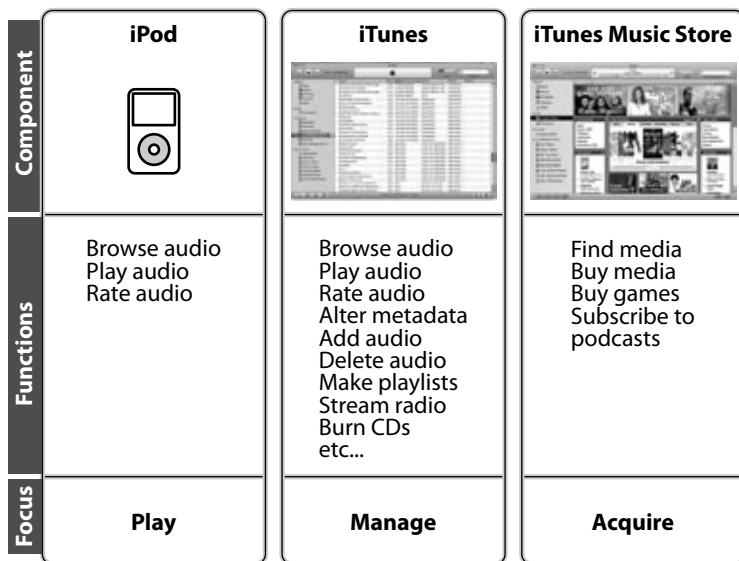 Component
iPod
iTunes
iTunes Music Store
Functions
Browse audio
Play audio
Rate audio
Browse audio
Play audio
Rate audio
Alter metadata
Add audio
Delete audio
Make playlists
Stream radio
Burn CDs
etc...
Find media
Buy media
Buy games
Subscribe to
podcasts
Focus
Play
Manage
Acquire